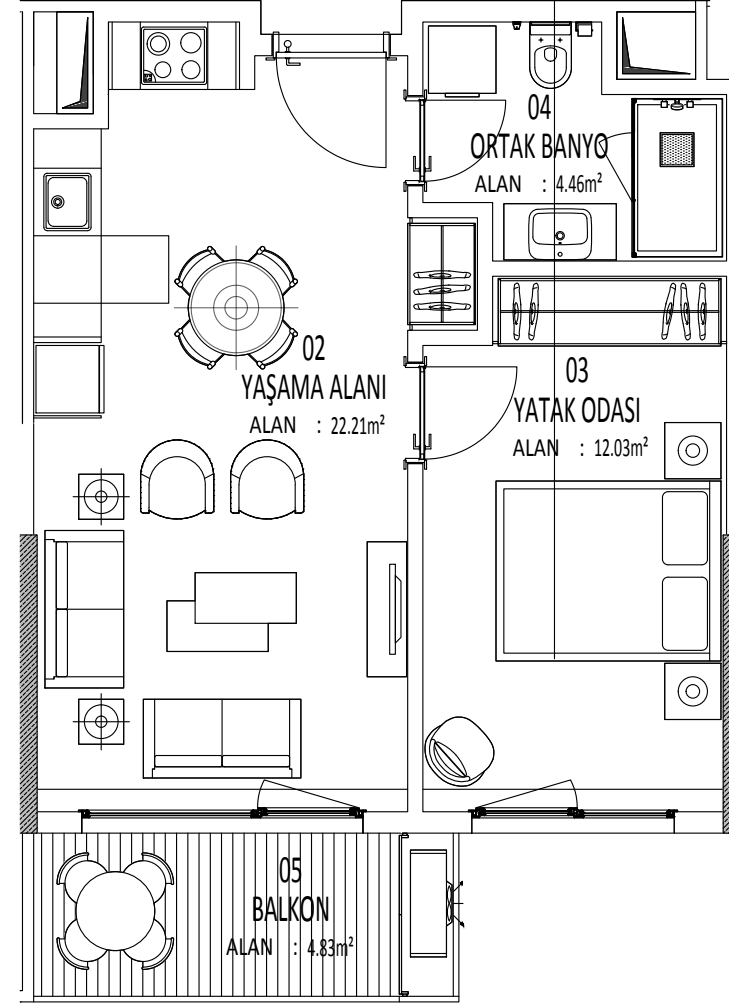 04
ORTAK BANYO
ALAN : 4.46m²
02
YAŞAMA ALANI
ALAN : 22.21m²
03
YATAK ODASI
ALAN : 12.03m²
05
BALKON
ALAN : 4.83m²